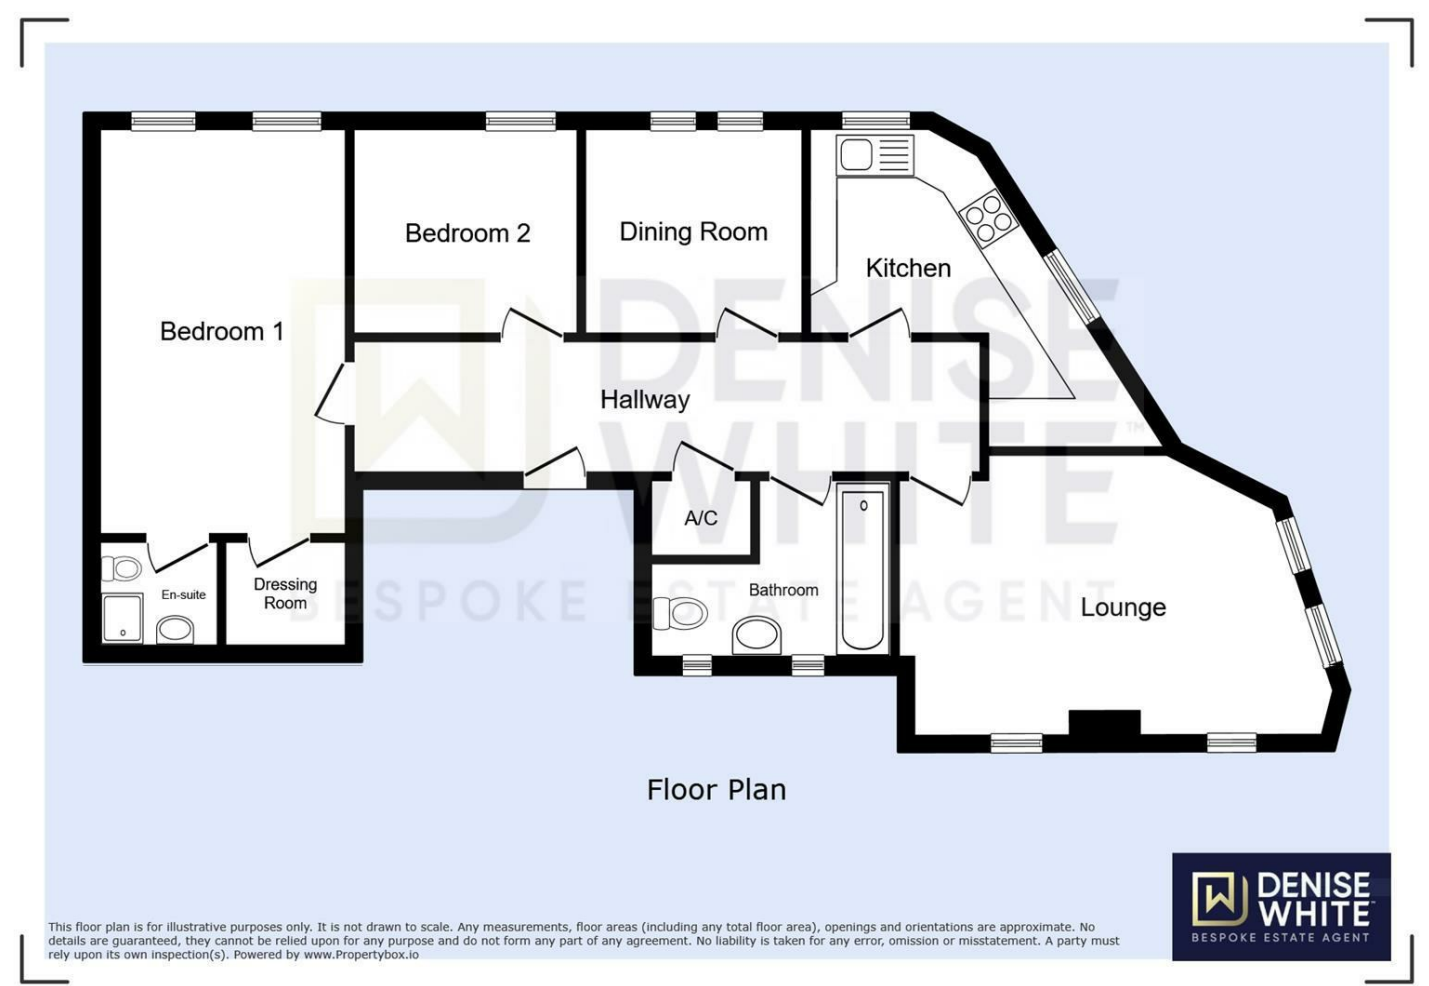 Bedroom 1
Bedroom 2
Dining Room
Kitchen
Hallway
A/C
En-suite
Dressing
Room
Bathroom
Lounge
DENISE
WHITE™
BESPOKE ESTATE AGENT
Floor Plan
This floor plan is for illustrative purposes only. It is not drawn to scale. Any measurements, floor areas (including any total floor area), openings and orientations are approximate. No
details are guaranteed, they cannot be relied upon for any purpose and do not form any part of any agreement. No liability is taken for any error, omission or misstatement. A party must
rely upon its own inspection(s). Powered by www.Propertybox.io
DENISE
WHITE™
BESPOKE ESTATE AGENT